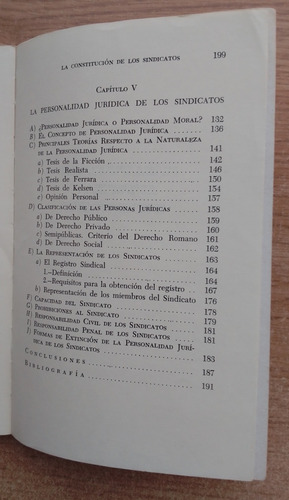 LA CONSTITUCIÓN DE LOS SINDICATOS 199
CAPÍTULO V
LA PERSONALIDAD JURIDICA DE LOS SINDICATOS
A) ¿PERSONALIDAD JURÍDICA O PERSONALIDAD MORAL? 132
B) EL CONCEPTO DE PERSONALIDAD JURÍDICA . . . . 136
C) PRINCIPALES TEORÍAS RESPECTO A LA NATURALEZA
DE LA PERSONALIDAD JURÍDICA . . . . 141
a) Tesis de la Ficción . . . . 142
b) Tesis Realista . . . . 146
c) Tesis de Ferrara . . . . 150
d) Tesis de Kelsen . . . . 154
e) Opinión Personal . . . . 157
D) CLASIFICACIÓN DE LAS PERSONAS JURÍDICAS . . . . 158
a) De Derecho Público . . . . 159
b) De Derecho Privado . . . . 160
c) Semipúblicas. Criterio del Derecho Romano 161
d) De Derecho Social . . . . 162
E) LA REPRESENTACIÓN DE LOS SINDICATOS . . . . 163
a) El Registro Sindical . . . . 164
1.—Definición . . . . 164
2.—Requisitos para la obtención del registro . . 167
b) Representación de los miembros del Sindicato 176
F) CAPACIDAD DEL SINDICATO . . . . 178
G) PROHIBICIONES AL SINDICATO . . . . 179
H) RESPONSABILIDAD CIVIL DE LOS SINDICATOS . . . . 181
I) RESPONSABILIDAD PENAL DE LOS SINDICATOS . . . . 181
J) FORMAS DE EXTINCIÓN DE LA PERSONALIDAD JURÍ-
DICA DE LOS SINDICATOS . . . . 183
CONCLUSIONES . . . . 187
BIBLIOGRAFÍA . . . . 191